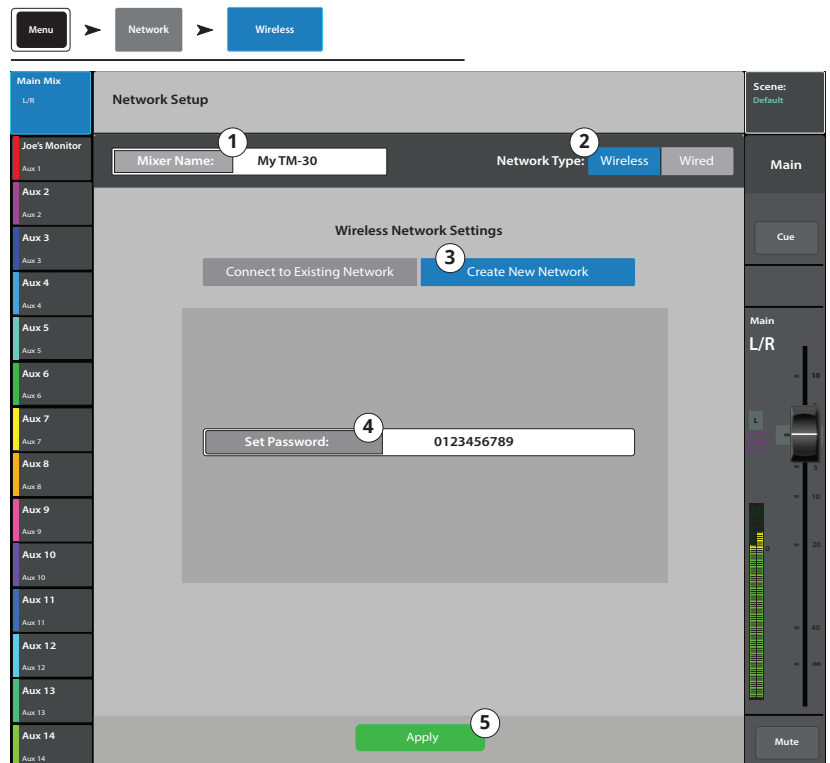 Menu Network Wireless
Main Mix
L/R
Network Setup
Scene:
Default
Joe's Monitor
Aux 1
1
Mixer Name: My TM-30
2
Network Type: Wireless Wired
Main
Aux 2
Aux 2
Aux 3
Aux 3
Wireless Network Settings
Cue
3
Connect to Existing Network Create New Network
Aux 4
Aux 4
Aux 5
Aux 5
Main
L/R
Aux 6
Aux 6
10
Aux 7
Aux 7
4
Set Password: 0123456789
L
Aux 8
Aux 8
5
10
Aux 9
Aux 9
Aux 10
Aux 10
0
20
Aux 11
Aux 11
40
Aux 12
Aux 12
∞
Aux 13
Aux 13
Aux 14
Aux 14
5
Apply
Mute